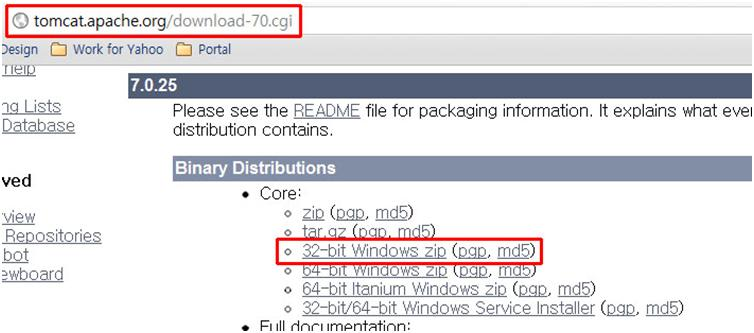 tomcat.apache.org/download-70.cgi
Design Work for Yahoo Portal
Help
ng Lists
Database
ved
view
Repositories
bot
ewboard
7.0.25
Please see the README file for packaging information. It explains what eve
distribution contains.
Binary Distributions
Core:
zip (pgp, md5)
tar.gz (pgp, md5)
32-bit Windows zip (pgp, md5)
64-bit Windows zip (pgp, md5)
64-bit Itanium Windows zip (pgp, md5)
32-bit/64-bit Windows Service Installer (pgp, md5)
Full documentation: